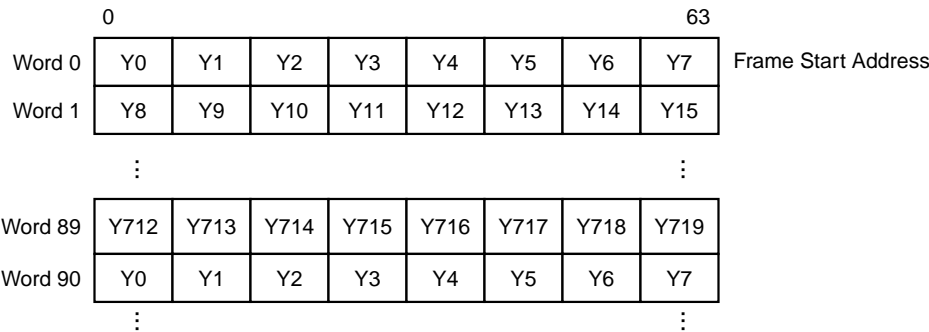 0 63
Word 0 Y0 Y1 Y2 Y3 Y4 Y5 Y6 Y7 Frame Start Address
Word 1 Y8 Y9 Y10 Y11 Y12 Y13 Y14 Y15
⋮ ⋮
Word 89 Y712 Y713 Y714 Y715 Y716 Y717 Y718 Y719
Word 90 Y0 Y1 Y2 Y3 Y4 Y5 Y6 Y7
⋮ ⋮